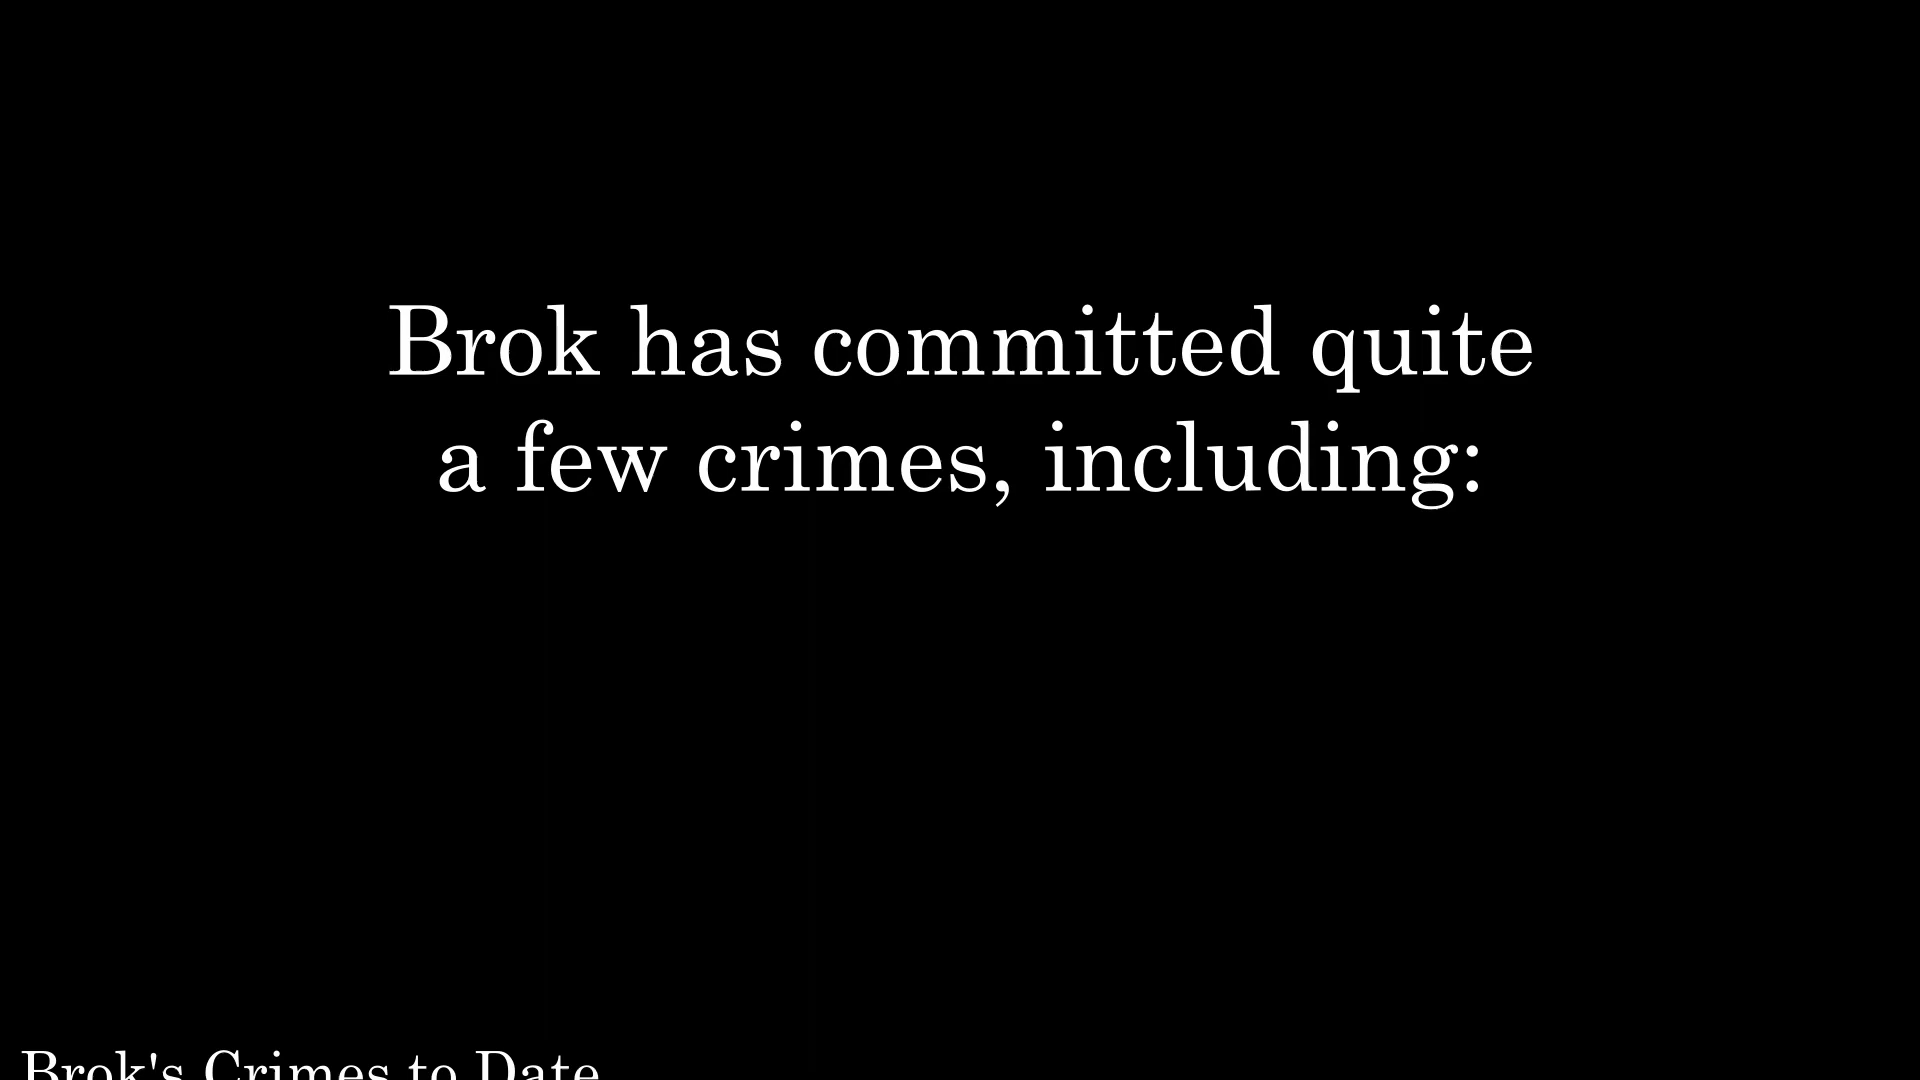 Brok has committed quite
a few crimes, including:
Brok's Crimes to Date